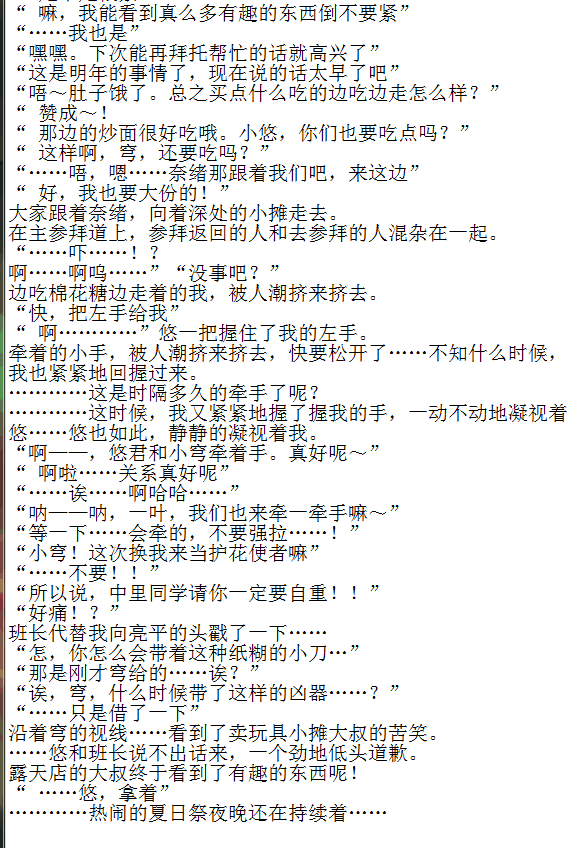 “ 嘛，我能看到真么多有趣的东西倒不要紧”
“……我也是”
“嘿嘿。下次能再拜托帮忙的话就高兴了”
“这是明年的事情了，现在说的话太早了吧”
“唔～肚子饿了。总之买点什么吃的边吃边走怎么样？”
“ 赞成～！
“ 那边的炒面很好吃哦。小悠，你们也要吃点吗？”
“ 这样啊，穹，还要吃吗？”
“……唔，嗯……奈绪那跟着我们吧，来这边”
“ 好，我也要大份的！”
大家跟着奈绪，向着深处的小摊走去。
在主参拜道上，参拜返回的人和去参拜的人混杂在一起。
“……吓……！？
啊……啊呜……”“没事吧？”
边吃棉花糖边走着的我，被人潮挤来挤去。
“快，把左手给我”
“ 啊…………”悠一把握住了我的左手。
牵着的小手，被人潮挤来挤去，快要松开了……不知什么时候，
我也紧紧地回握过来。
…………这是时隔多久的牵手了呢？
…………这时候，我又紧紧地握了握我的手，一动不动地凝视着
悠……悠也如此，静静的凝视着我。
“啊——，悠君和小穹牵着手。真好呢～”
“ 啊啦……关系真好呢”
“……诶……啊哈哈……”
“呐——呐，一叶，我们也来牵一牵手嘛～”
“等一下……会牵的，不要强拉……！”
“小穹！这次换我来当护花使者嘛”
“……不要！！”
“所以说，中里同学请你一定要自重！！”
“好痛！？”
班长代替我向亮平的头戳了一下……
“怎，你怎么会带着这种纸糊的小刀…”
“那是刚才穹给的……诶？”
“诶，穹，什么时候带了这样的凶器……？”
“……只是借了一下”
沿着穹的视线……看到了卖玩具小摊大叔的苦笑。
……悠和班长说不出话来，一个劲地低头道歉。
露天店的大叔终于看到了有趣的东西呢！
“ ……悠，拿着”
…………热闹的夏日祭夜晚还在持续着……